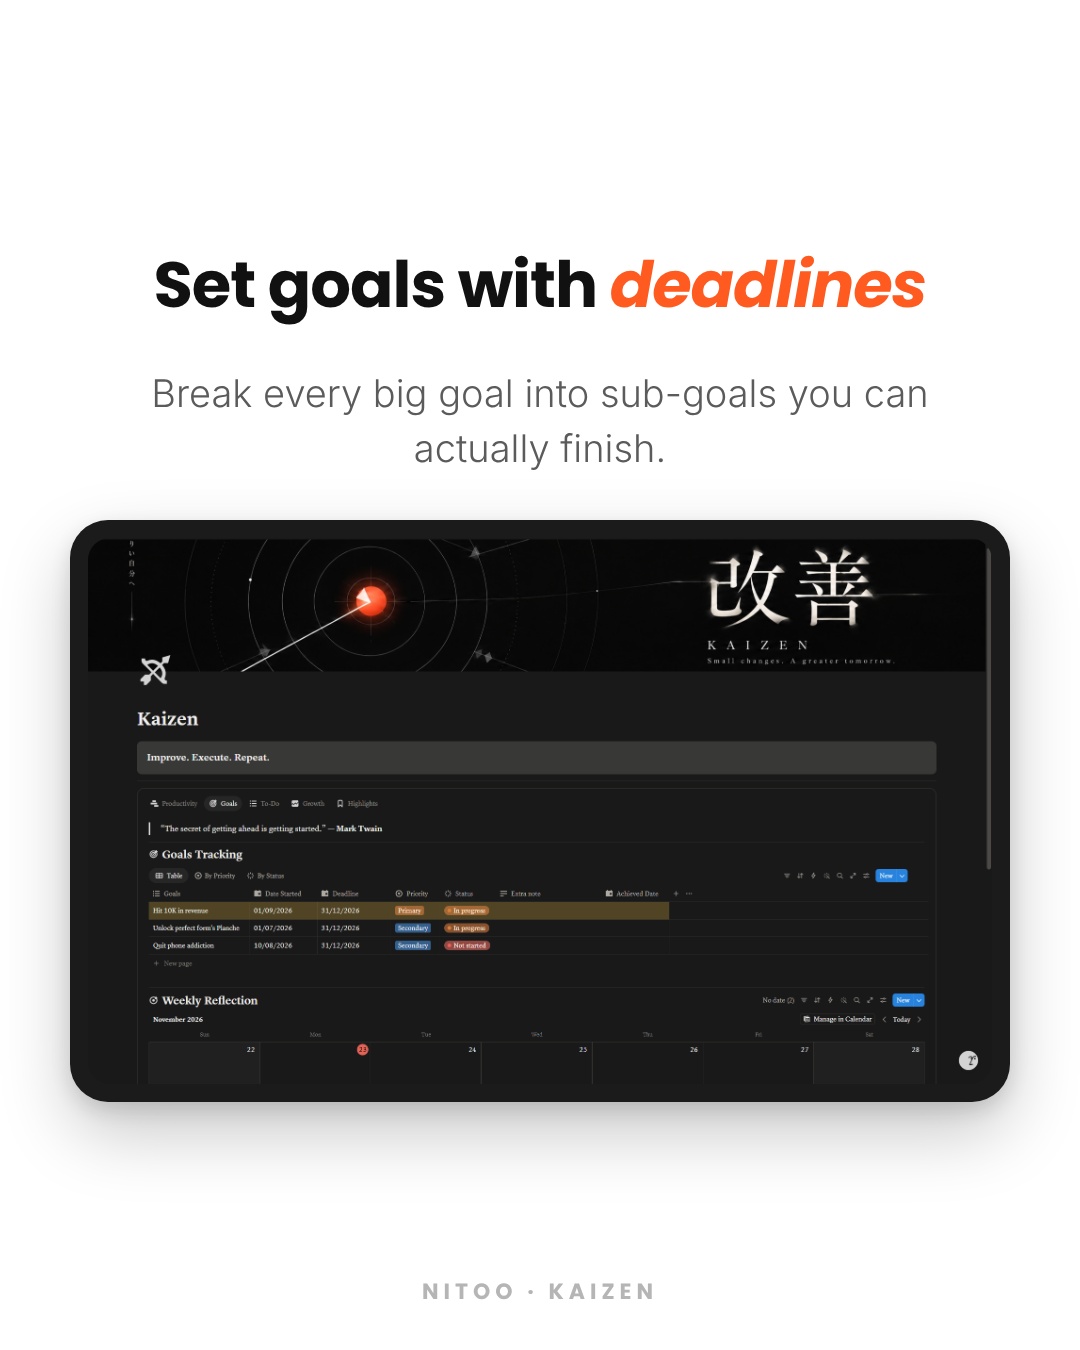 Set goals with deadlines
Break every big goal into sub-goals you can
actually finish.
い自分へ
改善
KAIZEN
Small changes. A greater tomorrow.
Kaizen
Improve. Execute. Repeat.
Productivity Goals To-Do Growth Highlights
"The secret of getting ahead is getting started." — Mark Twain
Goals Tracking
Table By Priority By Status New
Goals Date Started Deadline Priority Status Extra note Achieved Date + ...
Hit 10K in revenue 01/09/2026 31/12/2026 Primary In progress
Unlock perfect form's Planche 01/07/2026 31/12/2026 Secondary In progress
Quit phone addiction 10/08/2026 31/12/2026 Secondary Not started
+ New page
Weekly Reflection No date (2) New
November 2026 Manage in Calendar < Today >
Sun Mon Tue Wed Thu Fri Sat
22 23 24 25 26 27 28
NITOO · KAIZEN